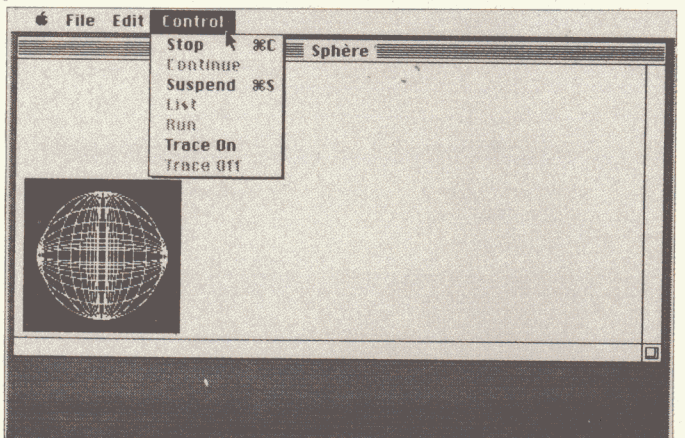 File Edit Control
Sphère
Stop ⌘C
Continue
Suspend ⌘S
List
Run
Trace On
Trace Off